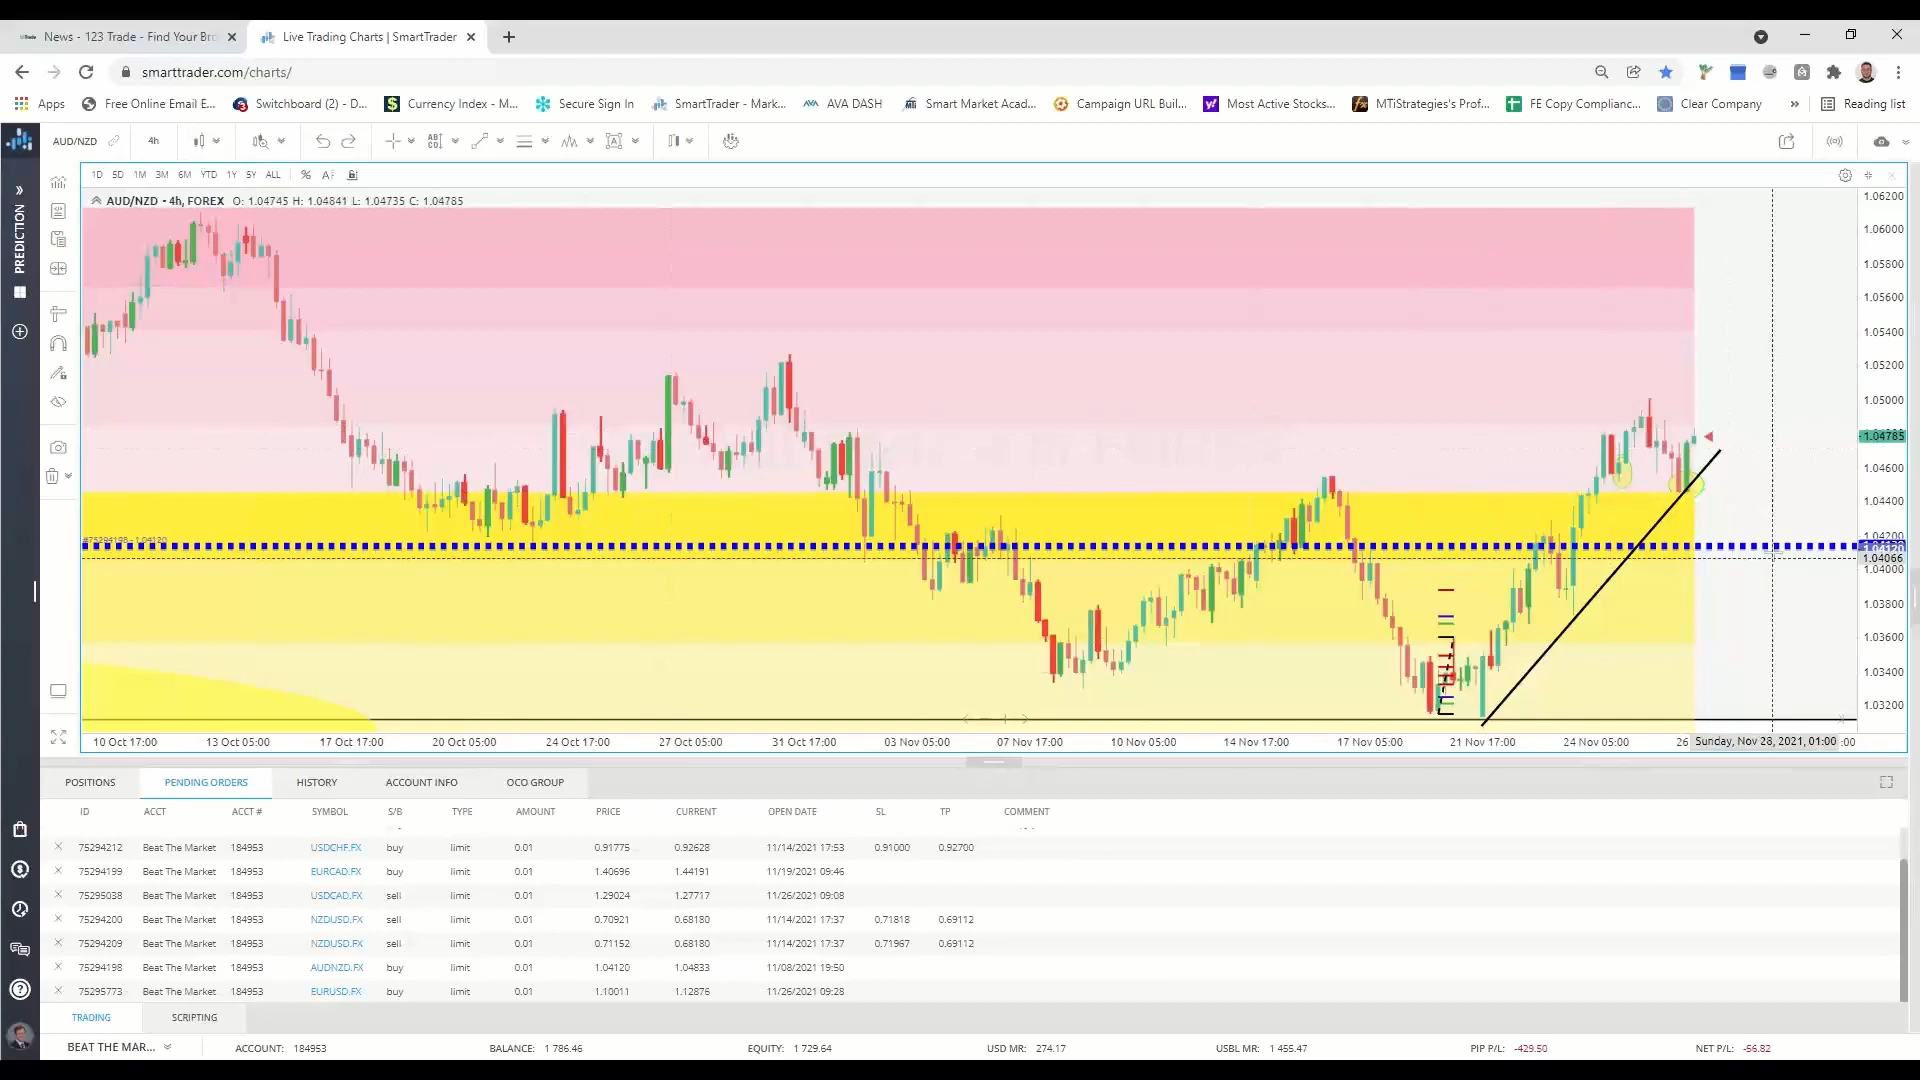 News - 123 Trade - Find Your Bro
Live Trading Charts | SmartTrader
smarttrader.com/charts/
Apps Free Online Email E... Switchboard (2) - D... Currency Index - M... Secure Sign In SmartTrader - Mark... AVA DASH Smart Market Acad... Campaign URL Buil... Most Active Stocks... MTiStrategies's Prof... FE Copy Complianc... Clear Company » Reading list
AUD/NZD 4h
1D 5D 1M 3M 6M YTD 1Y 5Y ALL %
PREDICTION
AUD/NZD - 4h, FOREX O: 1.04745 H: 1.04841 L: 1.04735 C: 1.04785
1.06200
1.06000
1.05800
1.05600
1.05400
1.05200
1.05000
1.04785
1.04600
1.04400
1.04200
#75294198 - 1.04120
1.04120
1.04066
1.04000
1.03800
1.03600
1.03400
1.03200
10 Oct 17:00 13 Oct 05:00 17 Oct 17:00 20 Oct 05:00 24 Oct 17:00 27 Oct 05:00 31 Oct 17:00 03 Nov 05:00 07 Nov 17:00 10 Nov 05:00 14 Nov 17:00 17 Nov 05:00 21 Nov 17:00 24 Nov 05:00 26 Sunday, Nov 28, 2021, 01:00 :00
POSITIONS PENDING ORDERS HISTORY ACCOUNT INFO OCO GROUP
ID ACCT ACCT # SYMBOL S/B TYPE AMOUNT PRICE CURRENT OPEN DATE SL TP COMMENT
75294212 Beat The Market 184953 USDCHF.FX buy limit 0.01 0.91775 0.92628 11/14/2021 17:53 0.91000 0.92700
75294199 Beat The Market 184953 EURCAD.FX buy limit 0.01 1.40696 1.44191 11/19/2021 09:46
75295038 Beat The Market 184953 USDCAD.FX sell limit 0.01 1.29024 1.27717 11/26/2021 09:08
75294200 Beat The Market 184953 NZDUSD.FX sell limit 0.01 0.70921 0.68180 11/14/2021 17:37 0.71818 0.69112
75294209 Beat The Market 184953 NZDUSD.FX sell limit 0.01 0.71152 0.68180 11/14/2021 17:37 0.71967 0.69112
75294198 Beat The Market 184953 AUDNZD.FX buy limit 0.01 1.04120 1.04833 11/08/2021 19:50
75295773 Beat The Market 184953 EURUSD.FX buy limit 0.01 1.10011 1.12876 11/26/2021 09:28
TRADING SCRIPTING
BEAT THE MAR... ACCOUNT: 184953 BALANCE: 1 786.46 EQUITY: 1 729.64 USD MR: 274.17 USBL MR: 1 455.47 PIP P/L: -429.50 NET P/L: -56.82